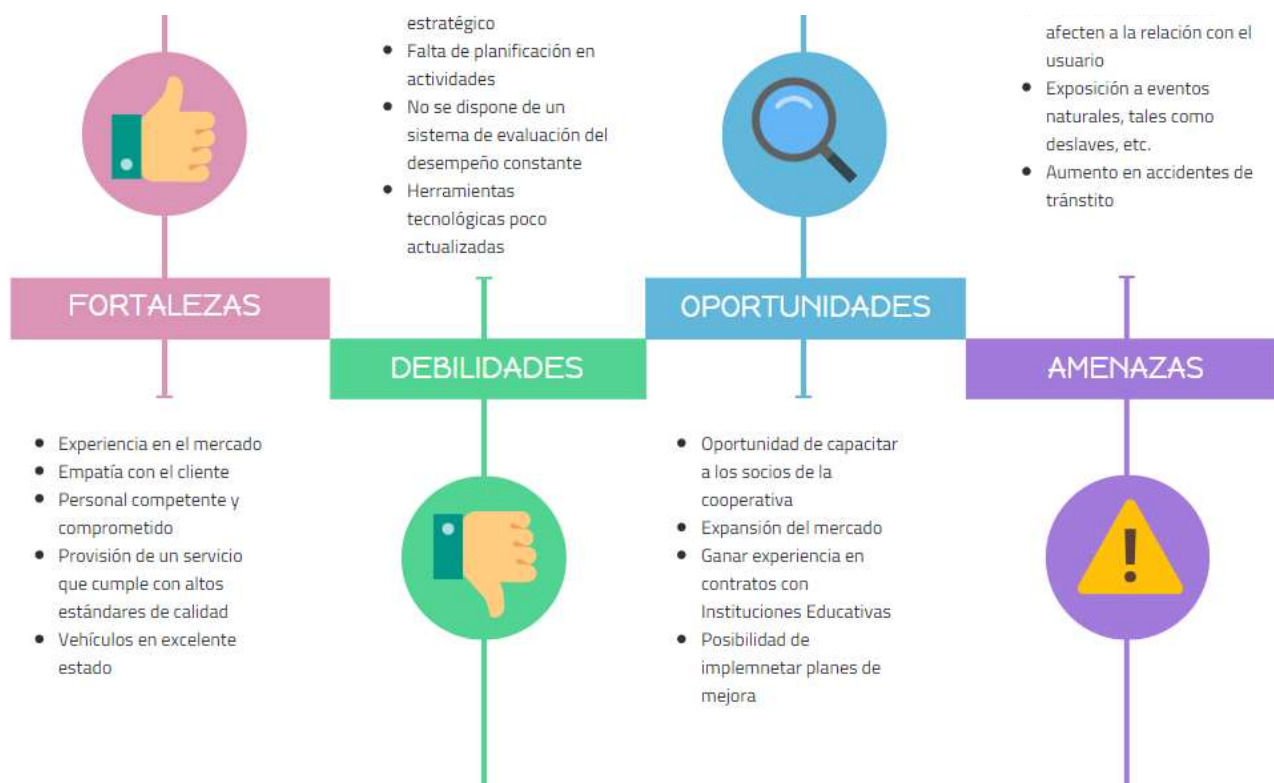 FORTALEZAS
Experiencia en el mercado
Empatía con el cliente
Personal competente y
comprometido
Provisión de un servicio
que cumple con altos
estándares de calidad
Vehículos en excelente
estado
estratégico
Falta de planificación en
actividades
No se dispone de un
sistema de evaluación del
desempeño constante
Herramientas
tecnológicas poco
actualizadas
DEBILIDADES
OPORTUNIDADES
Oportunidad de capacitar
a los socios de la
cooperativa
Expansión del mercado
Ganar experiencia en
contratos con
Instituciones Educativas
Posibilidad de
implemnetar planes de
mejora
afecten a la relación con el
usuario
Exposición a eventos
naturales, tales como
deslaves, etc.
Aumento en accidentes de
tránstito
AMENAZAS